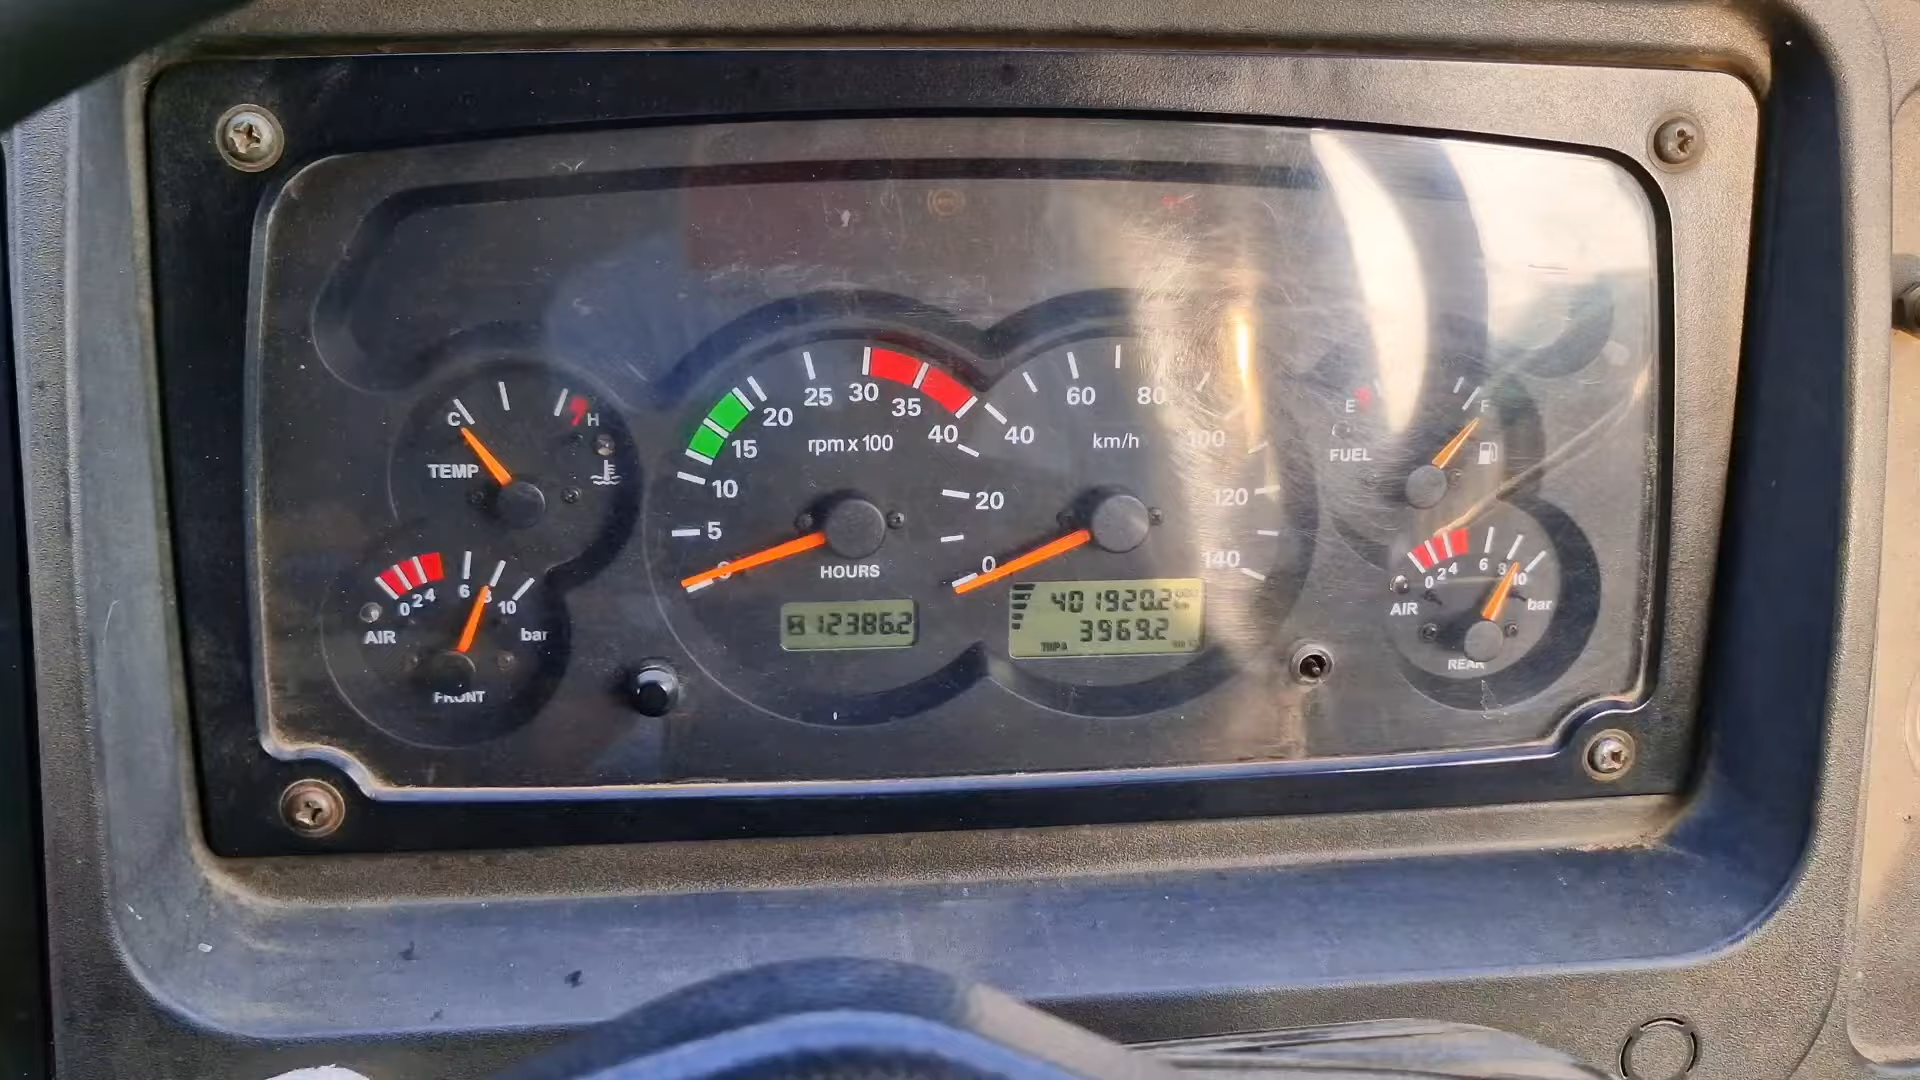 C
H
TEMP
0 2 4 6 8 10
AIR
bar
FRONT
0 5 10 15 20 25 30 35 40
rpm x 100
HOURS
12386.2
0 20 40 60 80 100 120 140
km/h
401920.2
km
3969.2
TRIP A
E
F
FUEL
0 2 4 6 8 10
AIR
bar
REAR